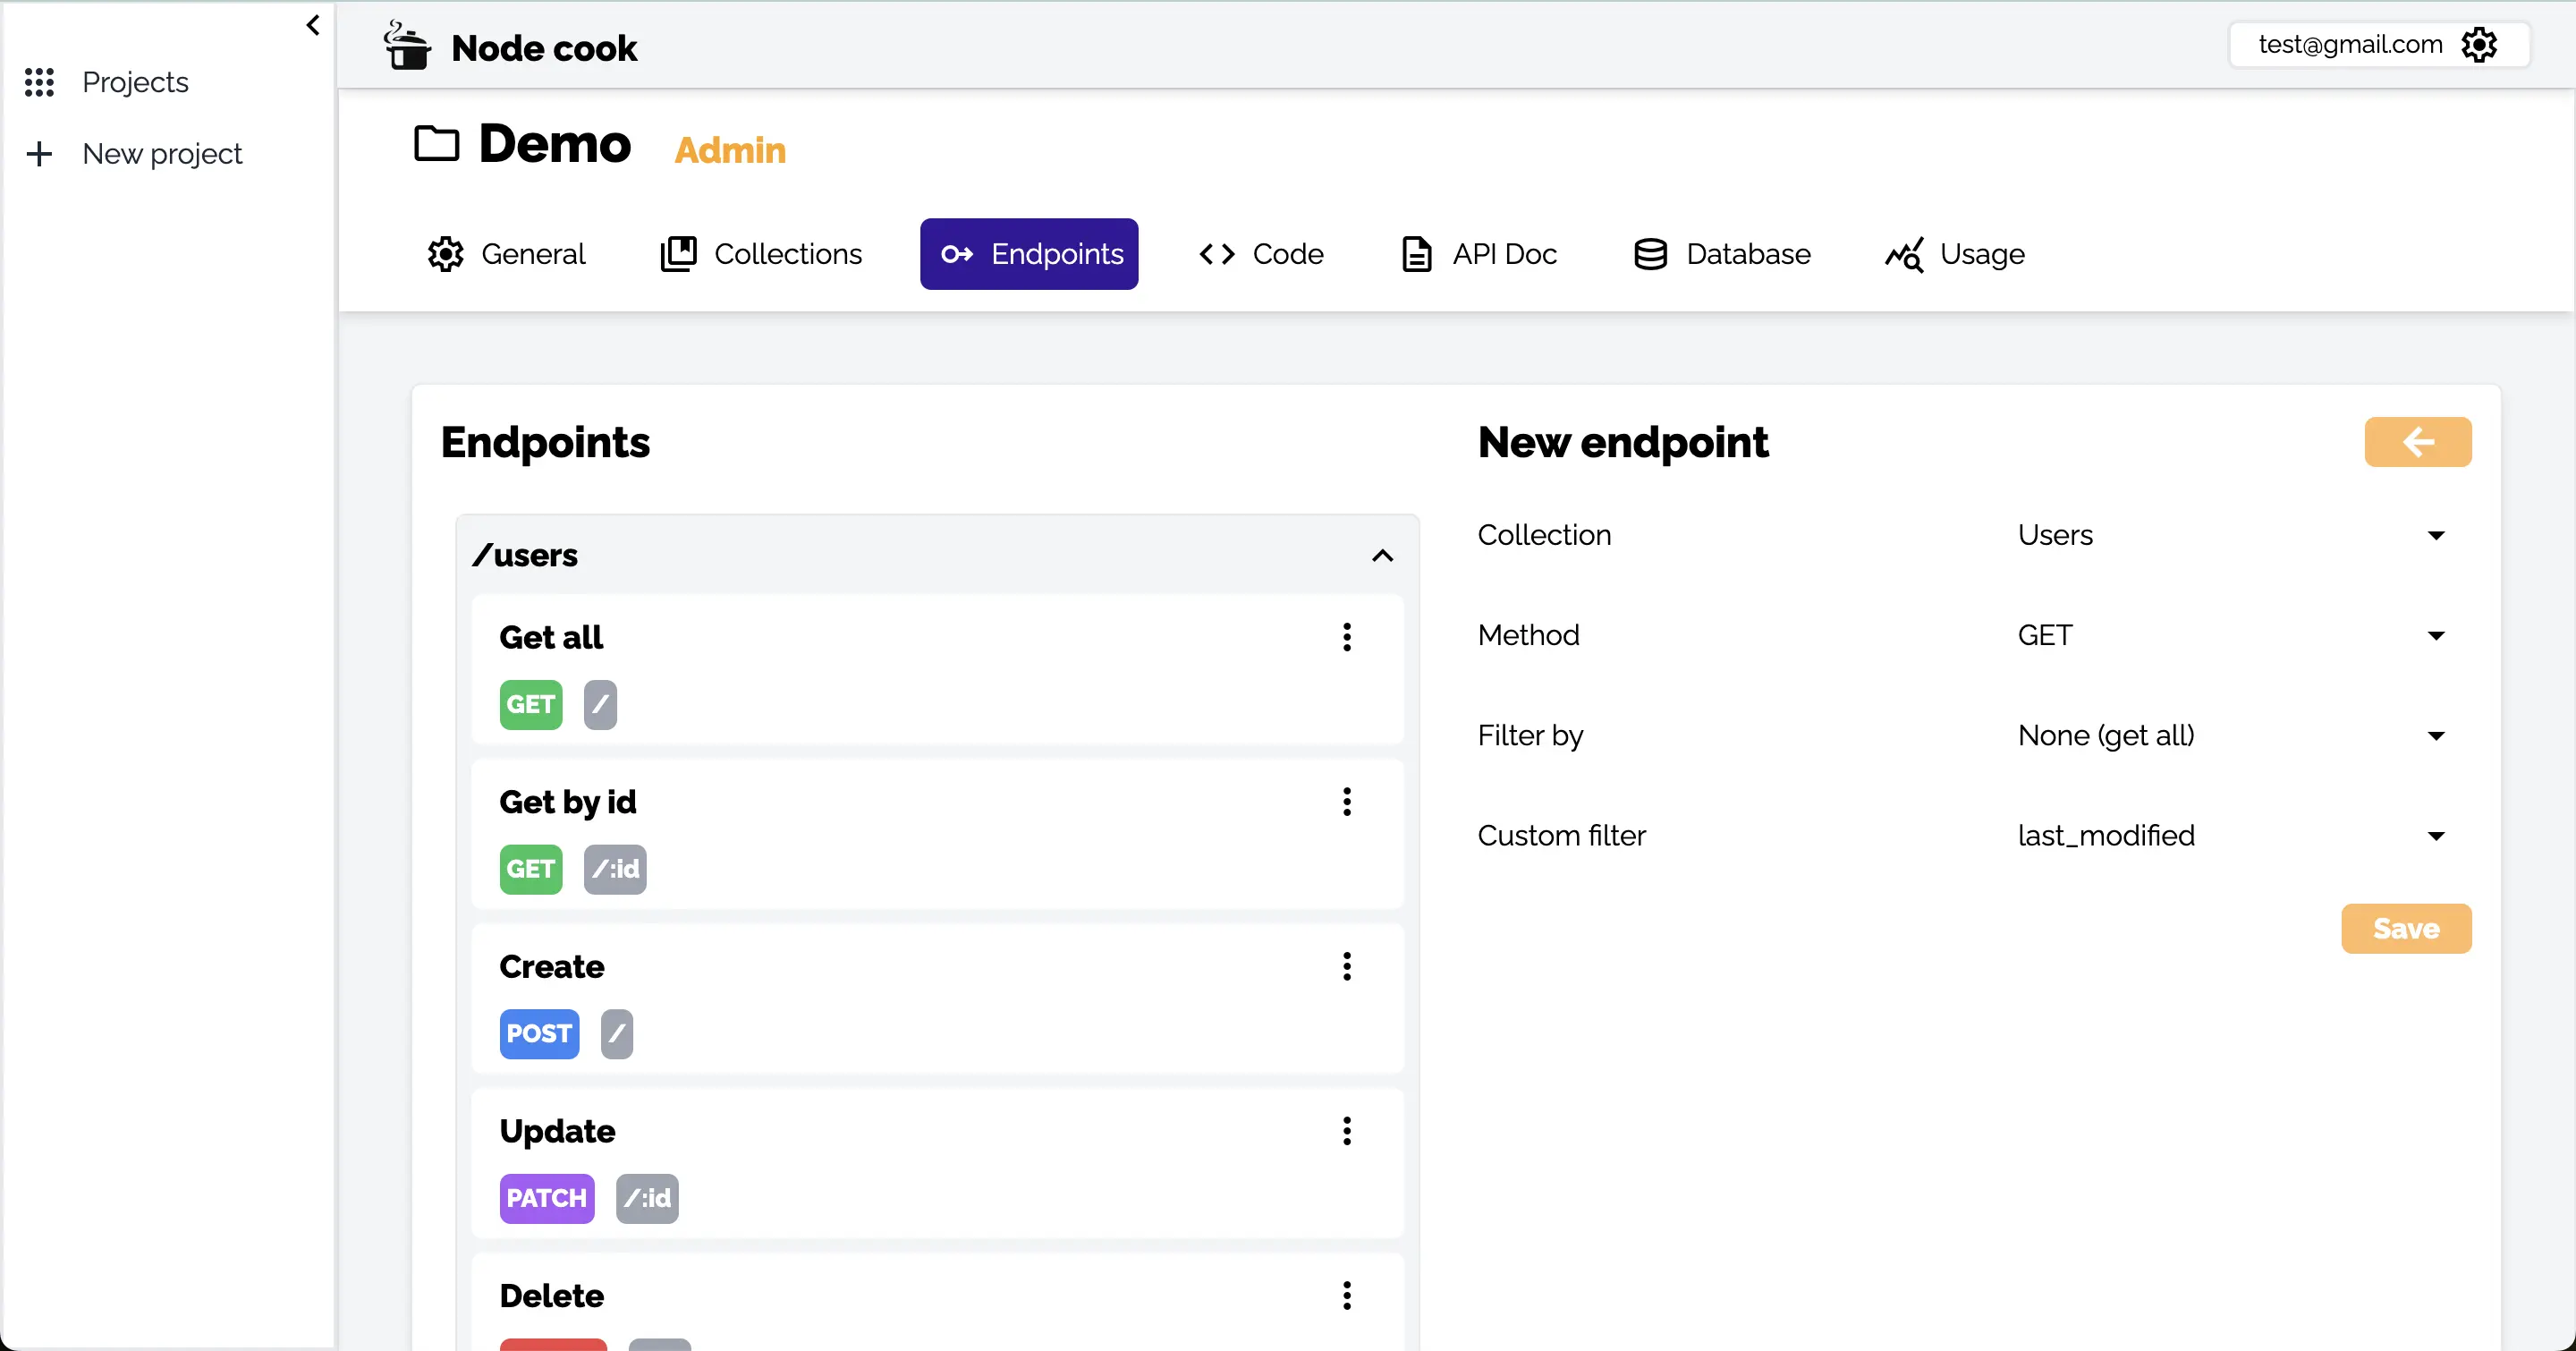 Projects
New project
Node cook
test@gmail.com
Demo
Admin
General
Collections
Endpoints
Code
API Doc
Database
Usage
Endpoints
/users
Get all
GET
/
Get by id
GET
/:id
Create
POST
/
Update
PATCH
/:id
Delete
New endpoint
Collection
Users
Method
GET
Filter by
None (get all)
Custom filter
last_modified
Save